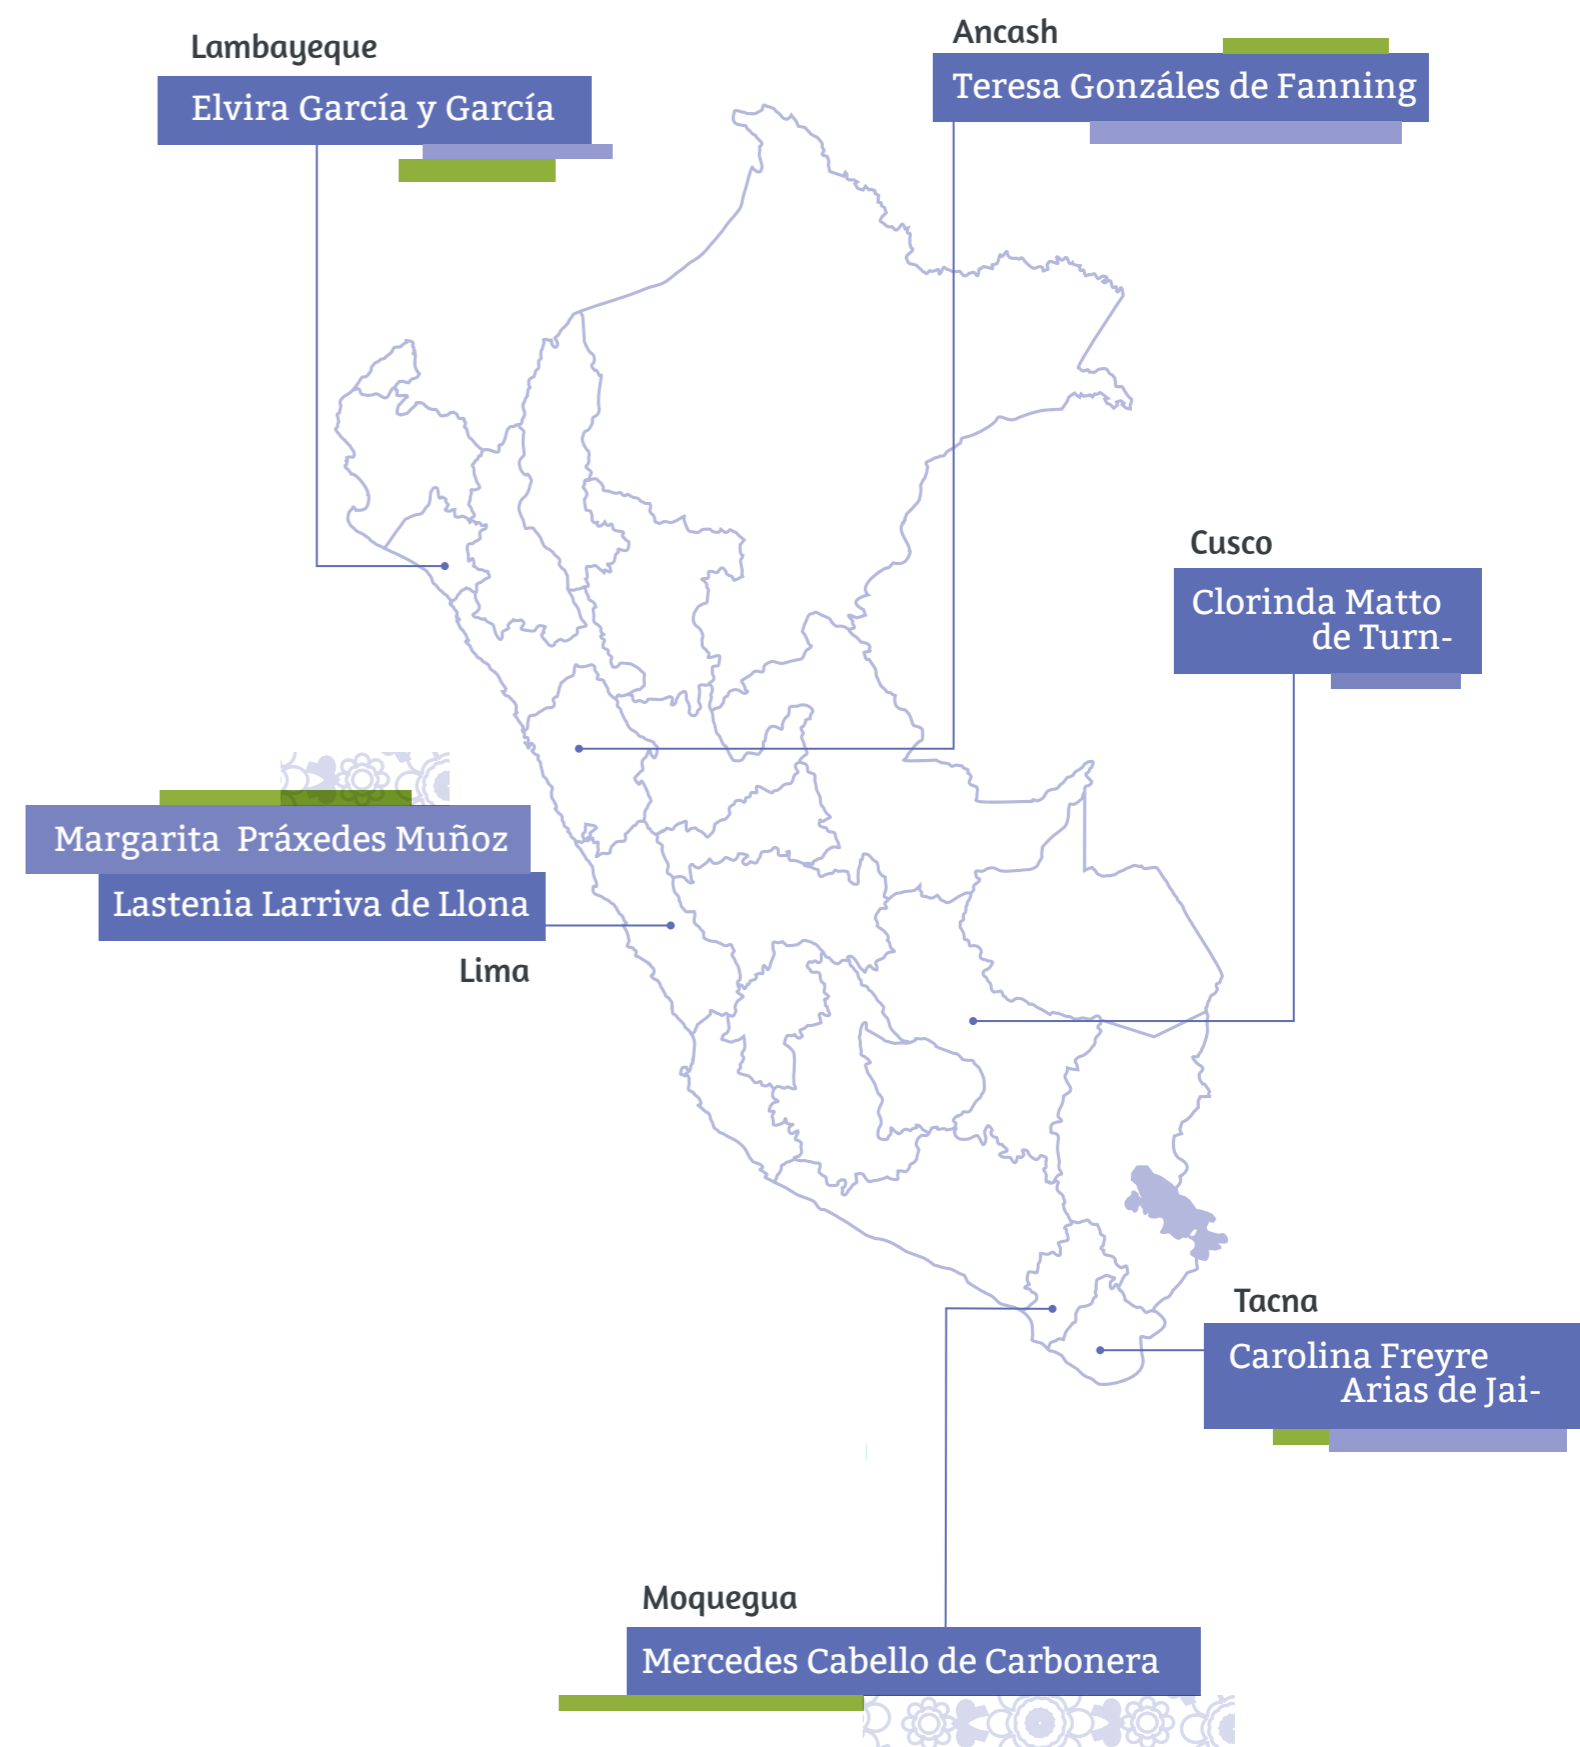 Lambayeque
Elvira García y García
Ancash
Teresa Gonzáles de Fanning
Cusco
Clorinda Matto
de Turn-
Margarita Práxedes Muñoz
Lastenia Larriva de Llona
Lima
Tacna
Carolina Freyre
Arias de Jai-
Moquegua
Mercedes Cabello de Carbonera